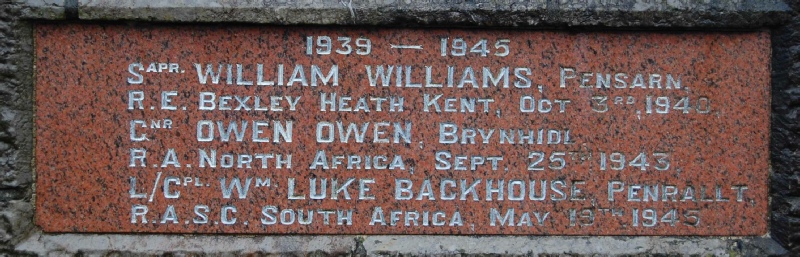 1939 — 1945
SAPR. WILLIAM WILLIAMS, PENSARN,
R.E. BEXLEY HEATH KENT, OCT 3RD, 1940,
GNR OWEN OWEN, BRYNHIDL
R.A. NORTH AFRICA, SEPT. 25TH 1943,
L/CPL. WM. LUKE BACKHOUSE, PENRALLT,
R.A.S.C. SOUTH AFRICA, MAY 19TH 1945